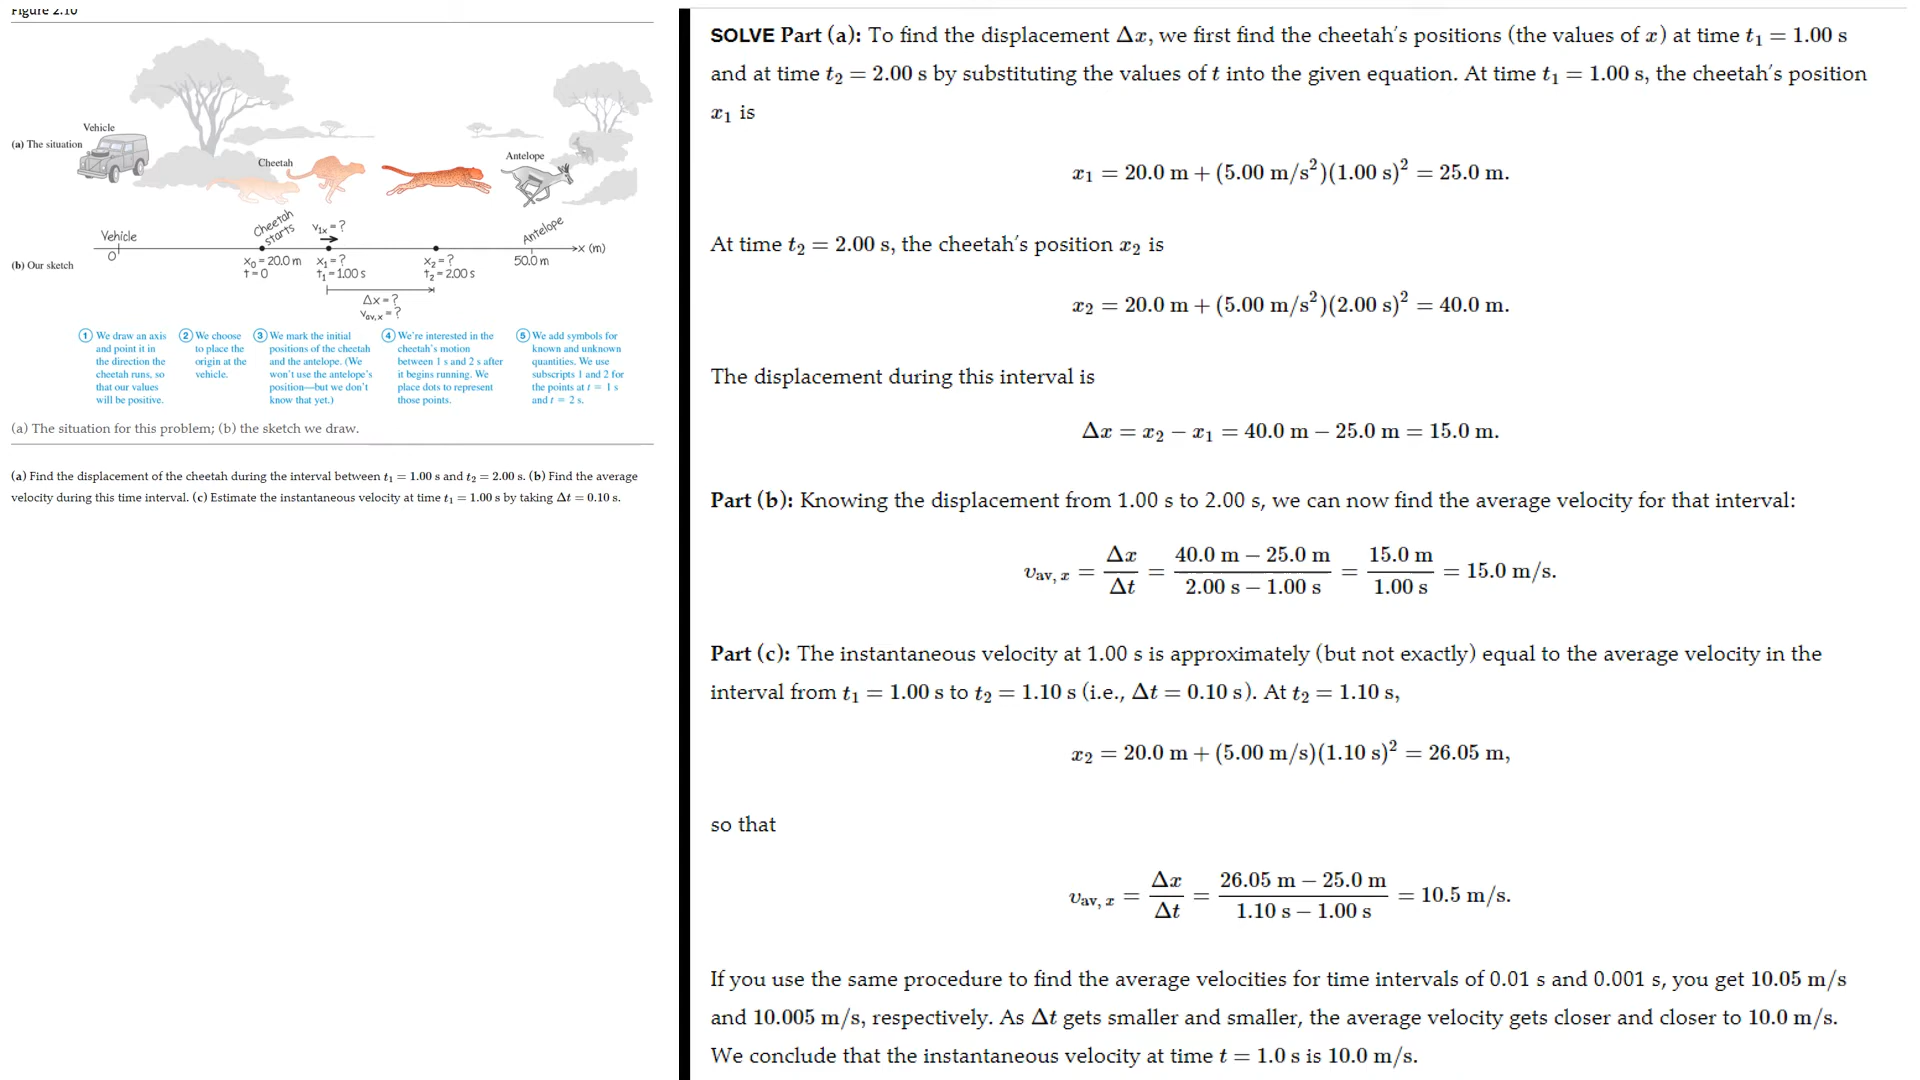 Figure 2.10
Vehicle
(a) The situation
Cheetah
Antelope
Vehicle
Cheetah
starts
v₁ₓ = ?
Antelope
0
x (m)
(b) Our sketch
x₀ = 20.0 m
t = 0
x₁ = ?
t₁ = 1.00 s
x₂ = ?
t₂ = 2.00 s
50.0 m
Δx = ?
vₐᵥ,ₓ = ?
1 We draw an axis
and point it in
the direction the
cheetah runs, so
that our values
will be positive.
2 We choose
to place the
origin at the
vehicle.
3 We mark the initial
positions of the cheetah
and the antelope. (We
won't use the antelope's
position—but we don't
know that yet.)
4 We're interested in the
cheetah's motion
between 1 s and 2 s after
it begins running. We
place dots to represent
those points.
5 We add symbols for
known and unknown
quantities. We use
subscripts 1 and 2 for
the points at t = 1 s
and t = 2 s.
(a) The situation for this problem; (b) the sketch we draw.
(a) Find the displacement of the cheetah during the interval between t₁ = 1.00 s and t₂ = 2.00 s. (b) Find the average
velocity during this time interval. (c) Estimate the instantaneous velocity at time t₁ = 1.00 s by taking Δt = 0.10 s.
SOLVE Part (a): To find the displacement Δx, we first find the cheetah's positions (the values of x) at time t₁ = 1.00 s
and at time t₂ = 2.00 s by substituting the values of t into the given equation. At time t₁ = 1.00 s, the cheetah's position
x₁ is
x₁ = 20.0 m + (5.00 m/s²)(1.00 s)² = 25.0 m.
At time t₂ = 2.00 s, the cheetah's position x₂ is
x₂ = 20.0 m + (5.00 m/s²)(2.00 s)² = 40.0 m.
The displacement during this interval is
Δx = x₂ − x₁ = 40.0 m − 25.0 m = 15.0 m.
Part (b): Knowing the displacement from 1.00 s to 2.00 s, we can now find the average velocity for that interval:
vav, x = Δx/Δt = (40.0 m − 25.0 m)/(2.00 s − 1.00 s) = 15.0 m/1.00 s = 15.0 m/s.
Part (c): The instantaneous velocity at 1.00 s is approximately (but not exactly) equal to the average velocity in the
interval from t₁ = 1.00 s to t₂ = 1.10 s (i.e., Δt = 0.10 s). At t₂ = 1.10 s,
x₂ = 20.0 m + (5.00 m/s)(1.10 s)² = 26.05 m,
so that
vav, x = Δx/Δt = (26.05 m − 25.0 m)/(1.10 s − 1.00 s) = 10.5 m/s.
If you use the same procedure to find the average velocities for time intervals of 0.01 s and 0.001 s, you get 10.05 m/s
and 10.005 m/s, respectively. As Δt gets smaller and smaller, the average velocity gets closer and closer to 10.0 m/s.
We conclude that the instantaneous velocity at time t = 1.0 s is 10.0 m/s.